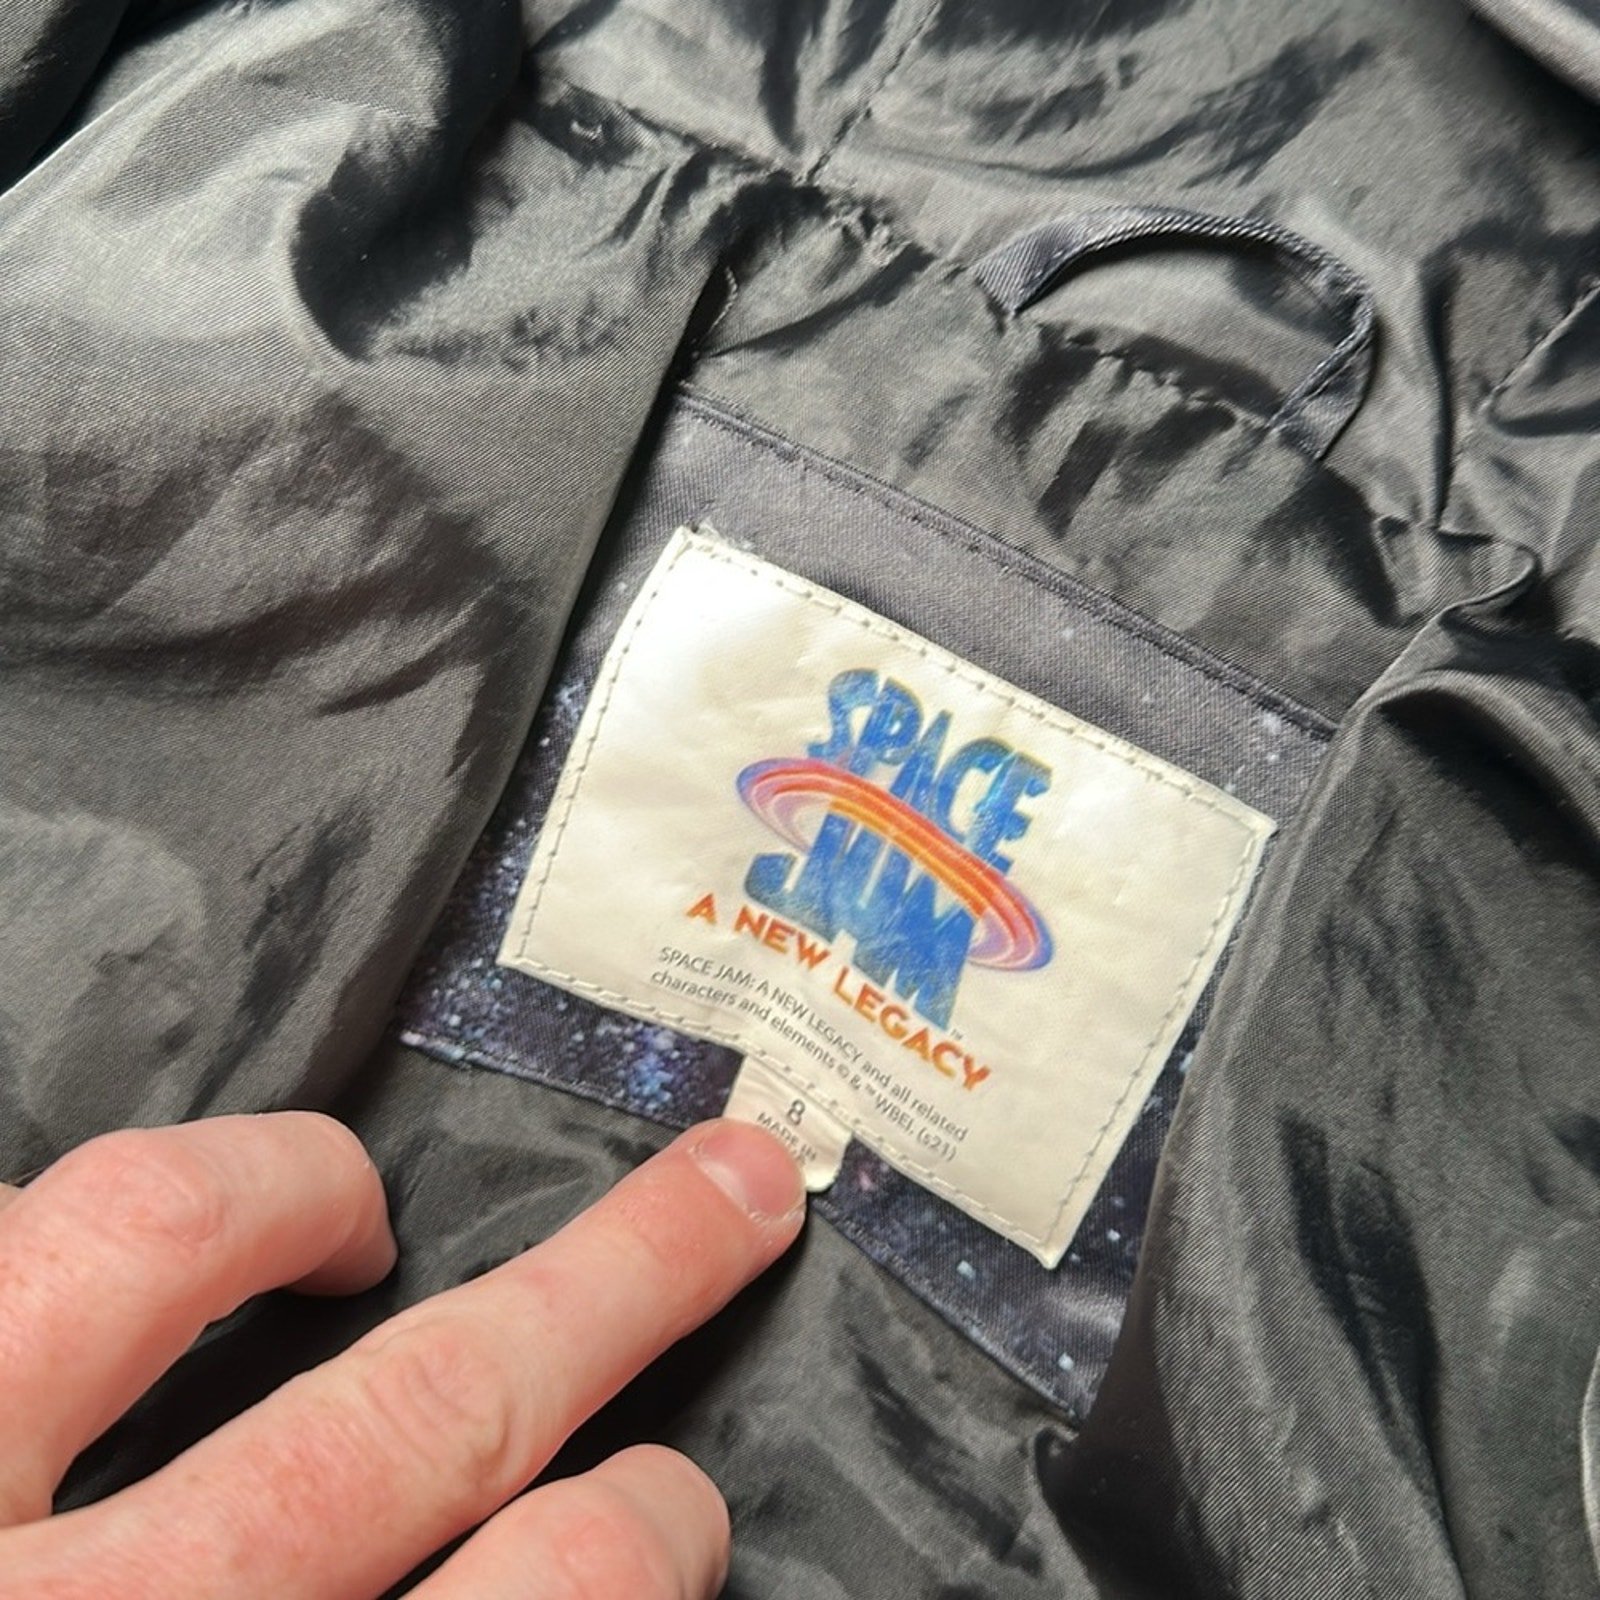 SPACE
JAM
A NEW LEGACY™
SPACE JAM: A NEW LEGACY and all related
characters and elements © & ™ WBEI. (s21)
8
MADE IN